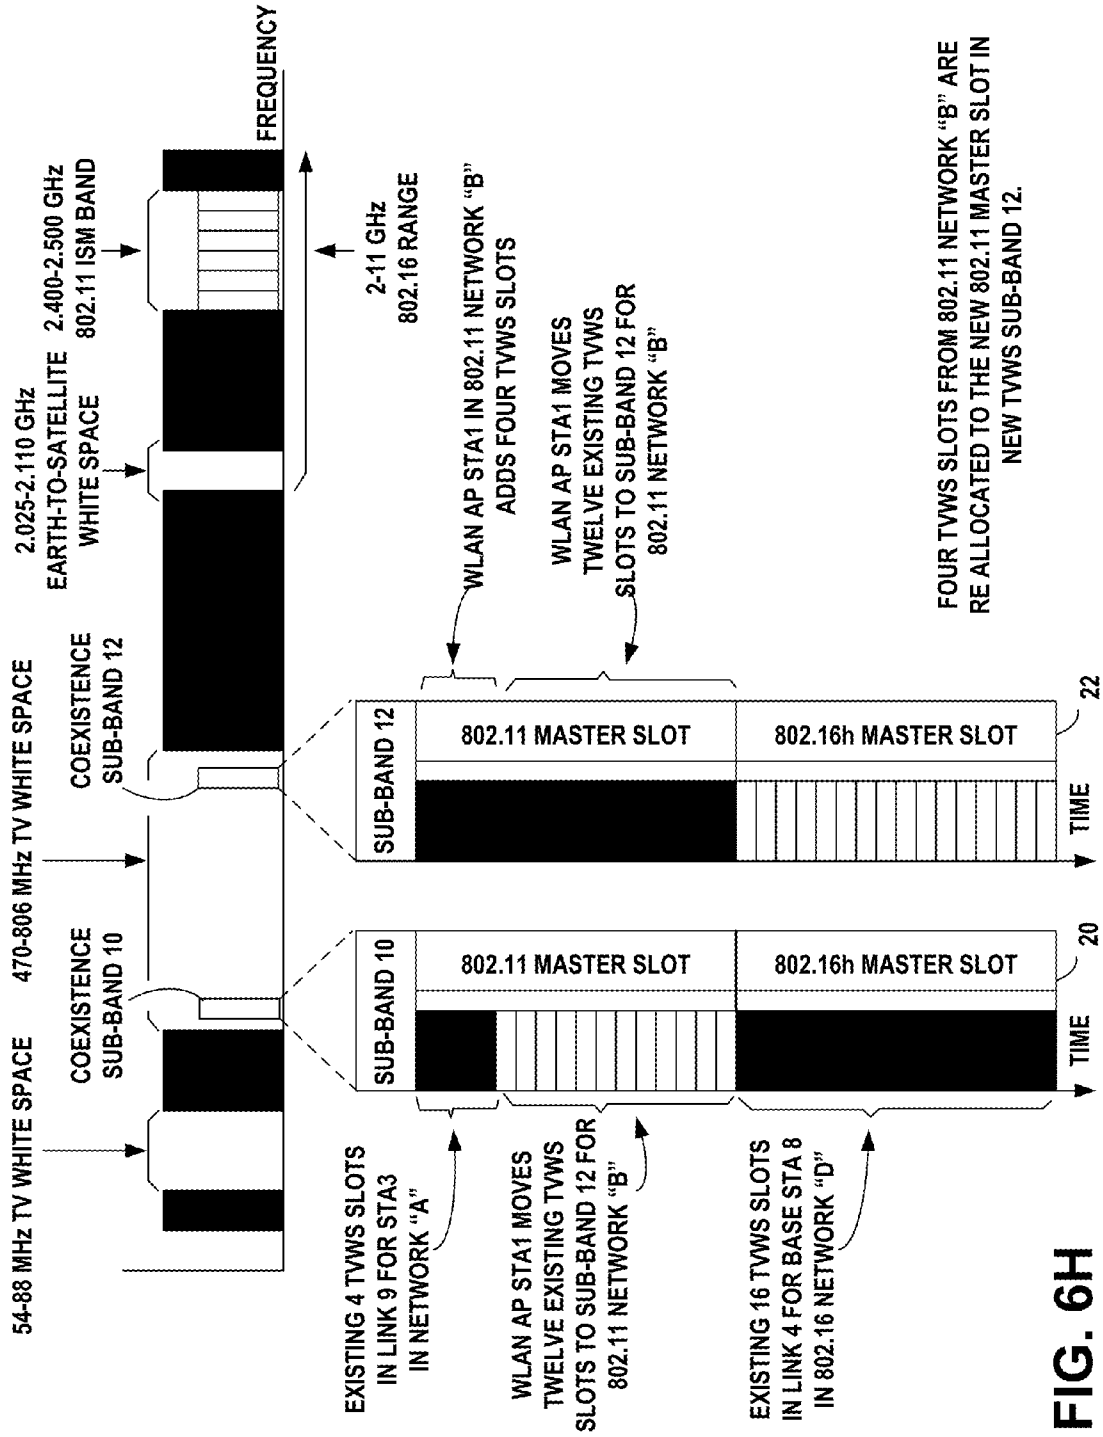 54-88 MHz TV WHITE SPACE
470-806 MHz TV WHITE SPACE
2.025-2.110 GHz
EARTH-TO-SATELLITE
WHITE SPACE
2.400-2.500 GHz
802.11 ISM BAND
COEXISTENCE
SUB-BAND 10
COEXISTENCE
SUB-BAND 12
FREQUENCY
2-11 GHz
802.16 RANGE
EXISTING 4 TVWS SLOTS
IN LINK 9 FOR STA3
IN NETWORK “A”
WLAN AP STA1 MOVES
TWELVE EXISTING TVWS
SLOTS TO SUB-BAND 12 FOR
802.11 NETWORK “B”
EXISTING 16 TVWS SLOTS
IN LINK 4 FOR BASE STA 8
IN 802.16 NETWORK “D”
SUB-BAND 10
802.11 MASTER SLOT
802.16h MASTER SLOT
TIME
20
SUB-BAND 12
802.11 MASTER SLOT
802.16h MASTER SLOT
TIME
22
WLAN AP STA1 IN 802.11 NETWORK “B”
ADDS FOUR TVWS SLOTS
WLAN AP STA1 MOVES
TWELVE EXISTING TVWS
SLOTS TO SUB-BAND 12 FOR
802.11 NETWORK “B”
FOUR TVWS SLOTS FROM 802.11 NETWORK “B” ARE
RE ALLOCATED TO THE NEW 802.11 MASTER SLOT IN
NEW TVWS SUB-BAND 12.
FIG. 6H